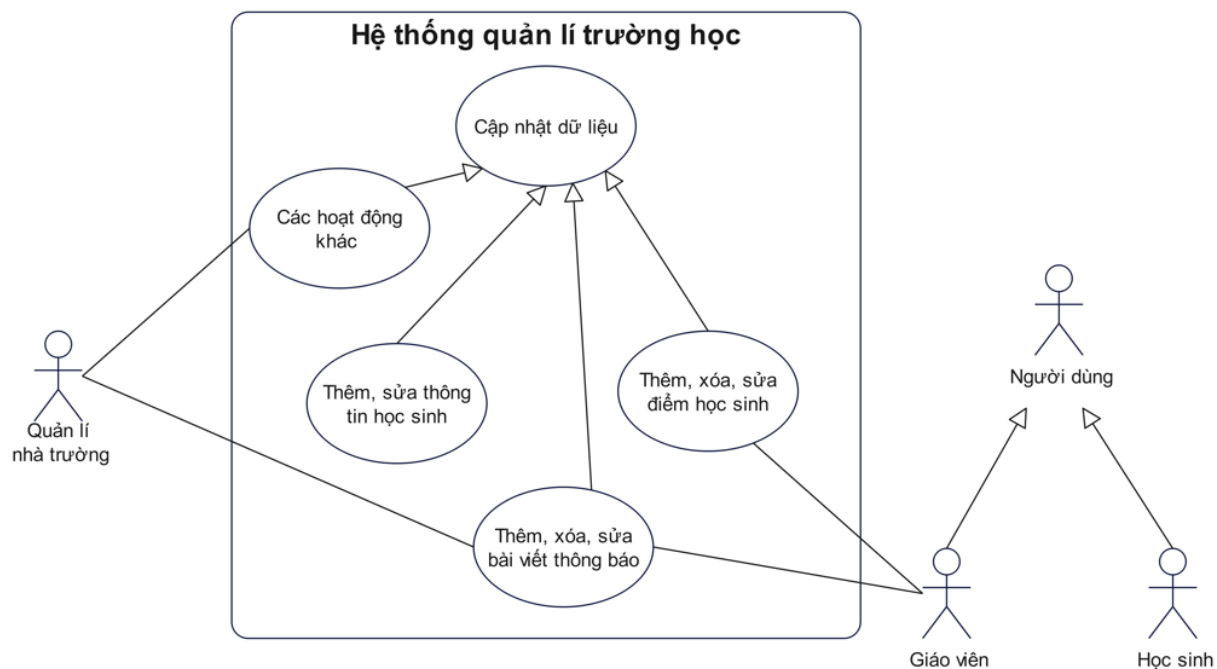 Hệ thống quản lí trường học
Cập nhật dữ liệu
Các hoạt động
khác
Thêm, sửa thông
tin học sinh
Thêm, xóa, sửa
điểm học sinh
Người dùng
Quản lí
nhà trường
Thêm, xóa, sửa
bài viết thông báo
Giáo viên
Học sinh